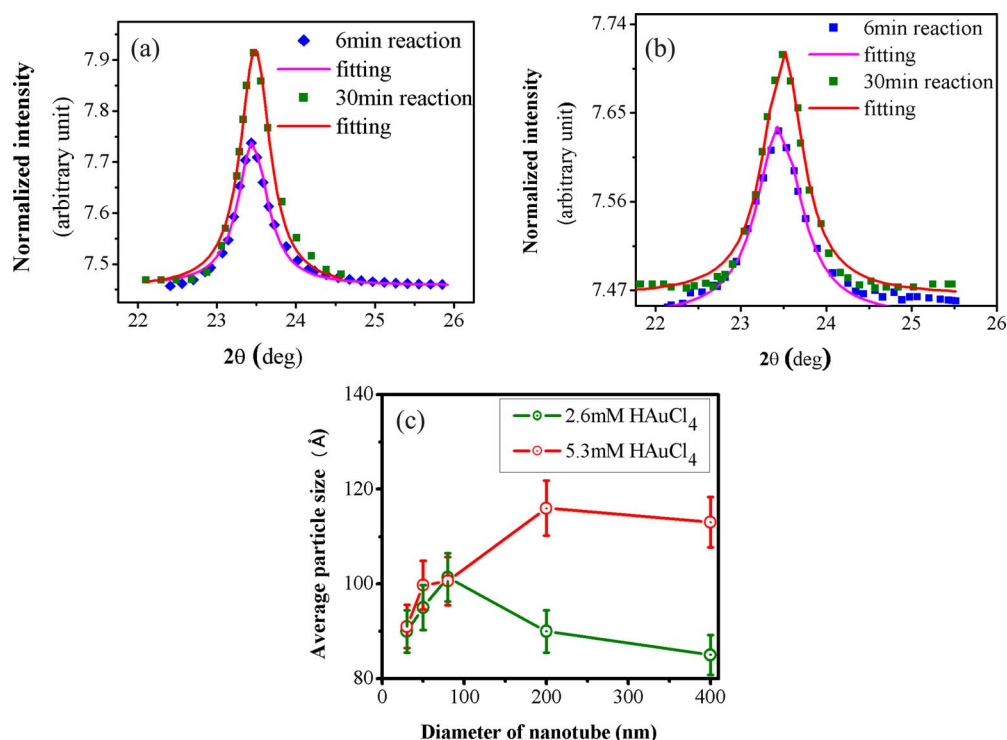 (a)
6min reaction
fitting
30min reaction
fitting
7.9
7.8
7.7
7.6
7.5
Normalized intensity
(arbitrary unit)
22 23 24 25 26
2θ (deg)
(b)
6min reaction
fitting
30min reaction
fitting
7.74
7.65
7.56
7.47
Normalized intensity
(arbitrary unit)
22 23 24 25 26
2θ (deg)
(c)
2.6mM HAuCl4
5.3mM HAuCl4
140
120
100
80
Average particle size (Å)
0 100 200 300 400
Diameter of nanotube (nm)